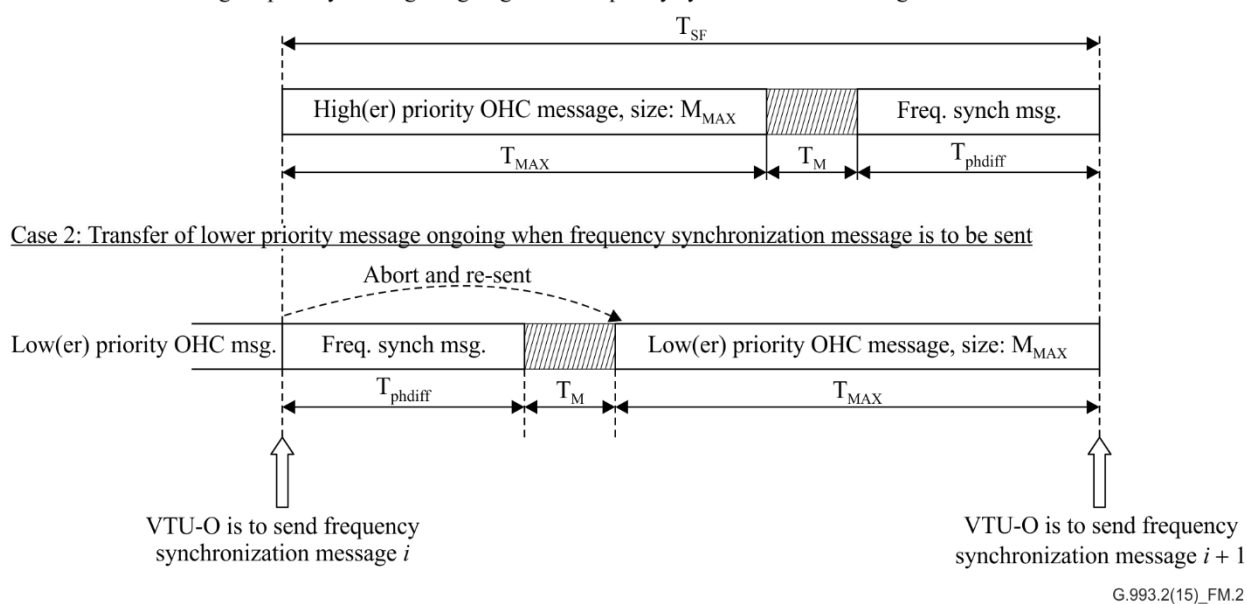 T_SF
High(er) priority OHC message, size: M_MAX
Freq. synch msg.
T_MAX
T_M
T_phdiff
Case 2: Transfer of lower priority message ongoing when frequency synchronization message is to be sent
Abort and re-sent
Low(er) priority OHC msg.
Freq. synch msg.
Low(er) priority OHC message, size: M_MAX
T_phdiff
T_M
T_MAX
VTU-O is to send frequency
synchronization message i
VTU-O is to send frequency
synchronization message i + 1
G.993.2(15)_FM.2